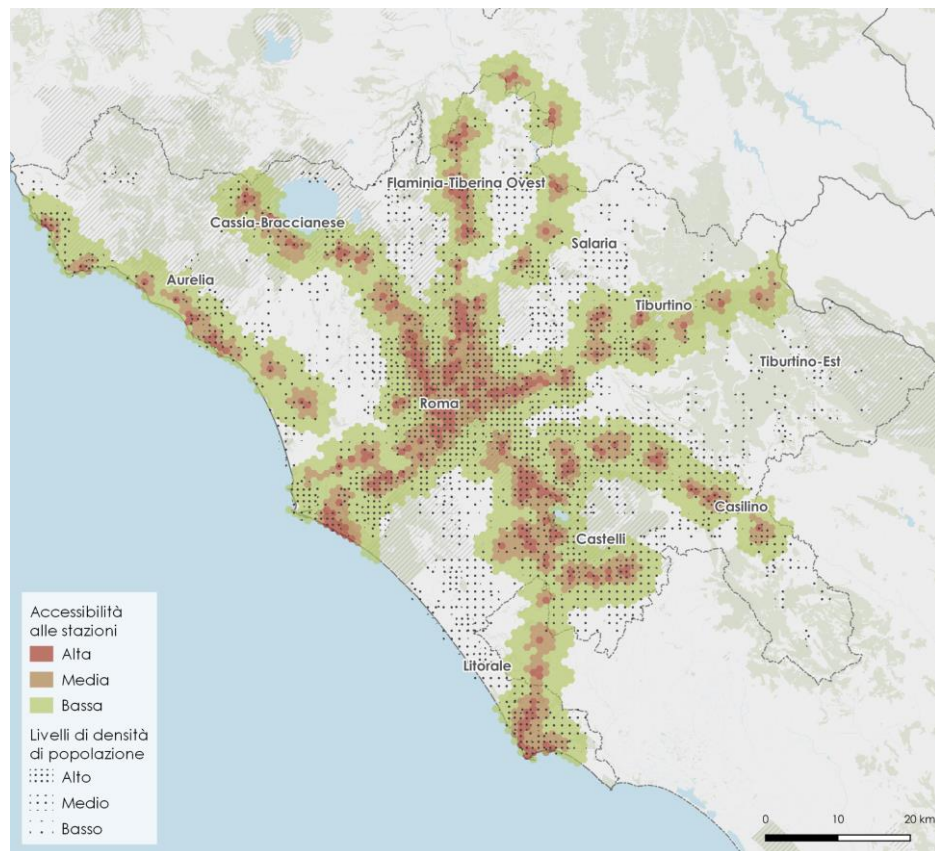 Flaminia-Tiberina Ovest
Cassia-Braccianese
Salaria
Aurelia
Tiburtino
Tiburtino-Est
Roma
Casilino
Castelli
Litorale
Accessibilità
alle stazioni
Alta
Media
Bassa
Livelli di densità
di popolazione
Alto
Medio
Basso
0 10 20 km